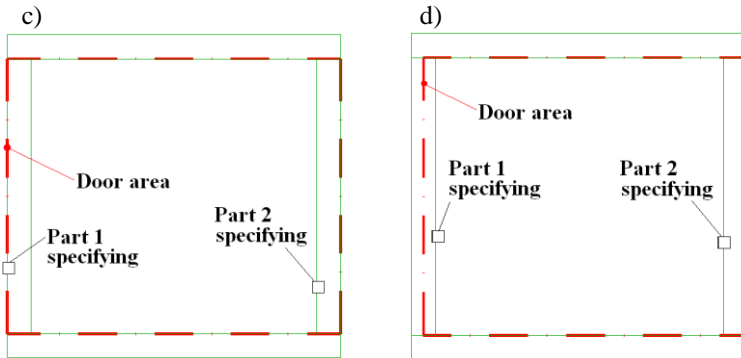 c)
Door area
Part 1
specifying
Part 2
specifying
d)
Door area
Part 1
specifying
Part 2
specifying